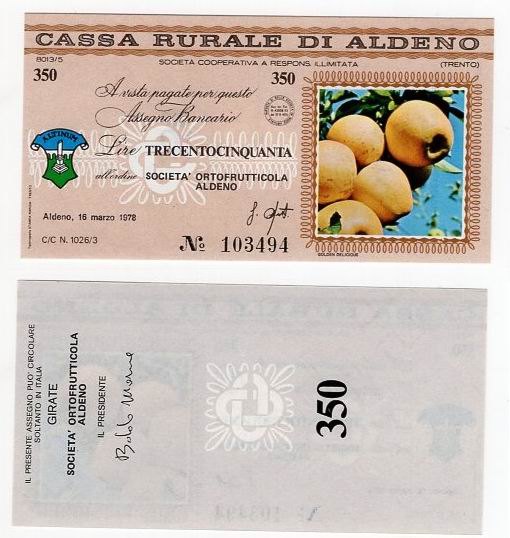 CASSA RURALE DI ALDENO
8013/5
SOCIETA COOPERATIVA A RESPONS. ILLIMITATA
(TRENTO)
350
350
A vista pagate per questo
Assegno Bancario
ALTINUM
Lire TRECENTOCINQUANTA
all'ordine SOCIETA' ORTOFRUTTICOLA
ALDENO
Aldeno, 16 marzo 1978
C/C N. 1026/3
№ 103494
GOLDEN DELICIOUS
IL PRESENTE ASSEGNO PUO' CIRCOLARE
SOLTANTO IN ITALIA
GIRATE
SOCIETA' ORTOFRUTTICOLA
ALDENO
IL PRESIDENTE
350